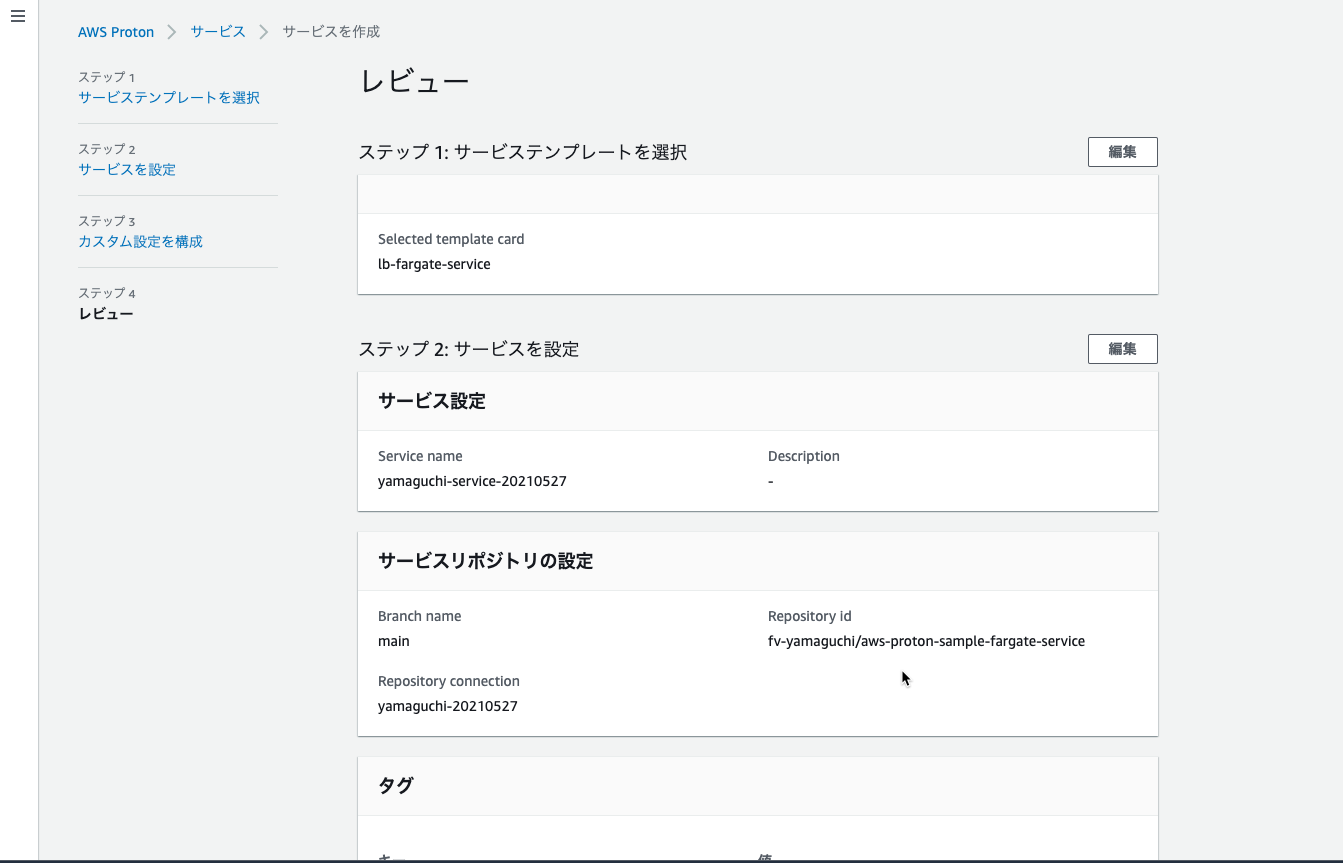 AWS Proton > サービス > サービスを作成
ステップ 1
サービステンプレートを選択
ステップ 2
サービスを設定
ステップ 3
カスタム設定を構成
ステップ 4
レビュー
レビュー
ステップ 1: サービステンプレートを選択
編集
Selected template card
lb-fargate-service
ステップ 2: サービスを設定
編集
サービス設定
Service name
yamaguchi-service-20210527
Description
-
サービスリポジトリの設定
Branch name
main
Repository id
fv-yamaguchi/aws-proton-sample-fargate-service
Repository connection
yamaguchi-20210527
タグ
キー
値